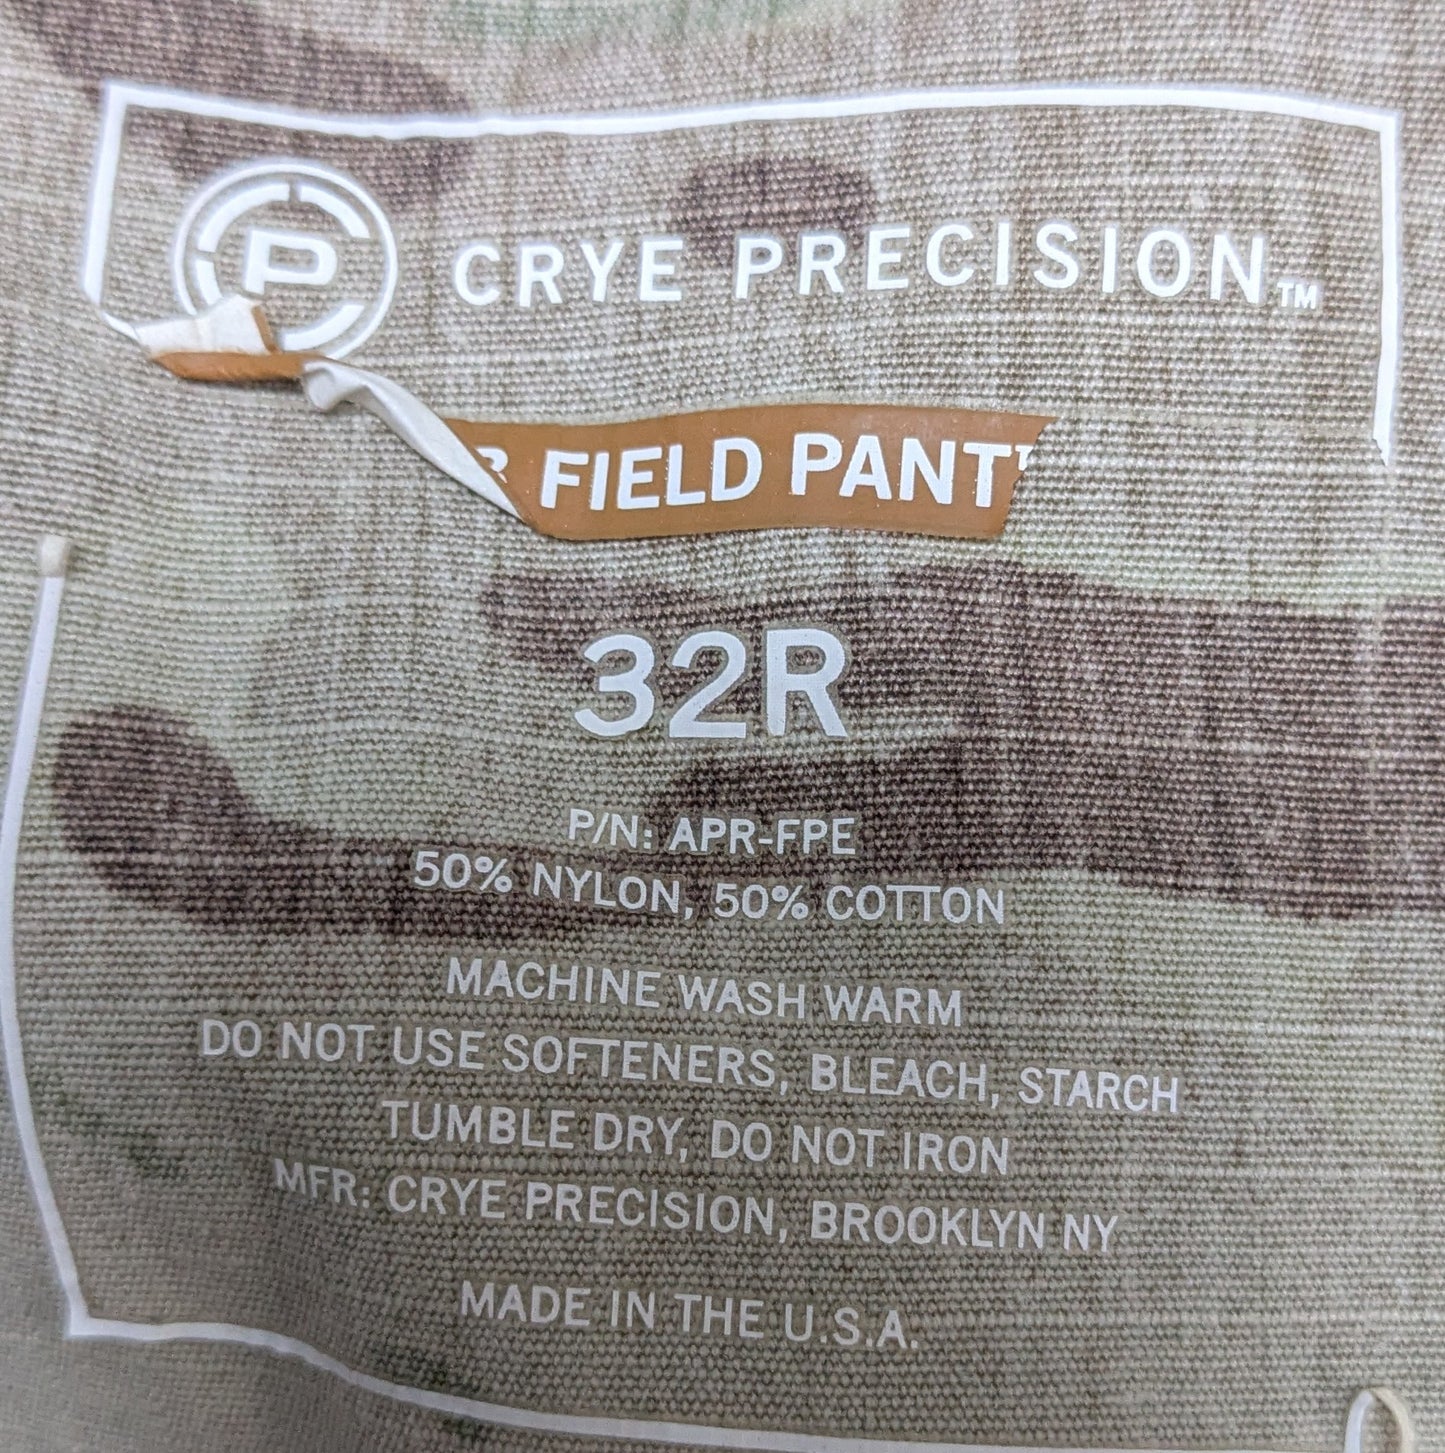 P
CRYE PRECISION™
FIELD PANT
32R
P/N: APR-FPE
50% NYLON, 50% COTTON
MACHINE WASH WARM
DO NOT USE SOFTENERS, BLEACH, STARCH
TUMBLE DRY, DO NOT IRON
MFR: CRYE PRECISION, BROOKLYN NY
MADE IN THE U.S.A.